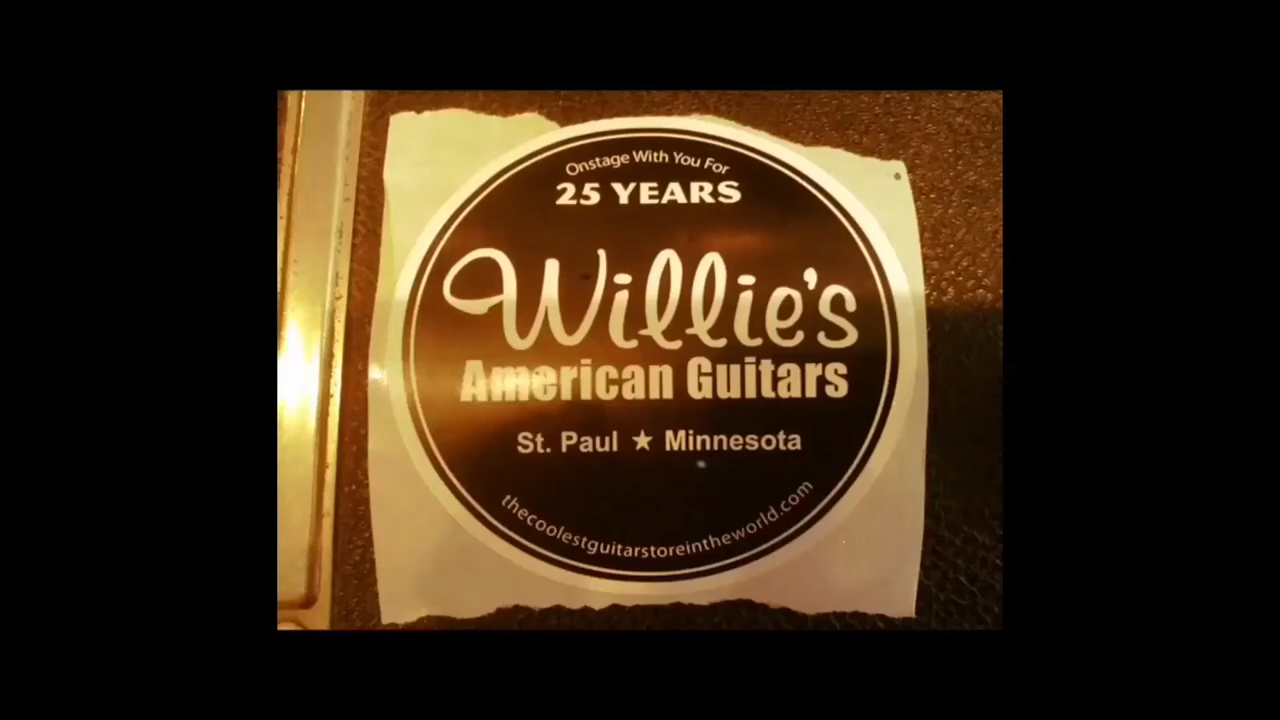 Onstage With You For
25 YEARS
Willie's
American Guitars
St. Paul ★ Minnesota
thecoolestguitarstoreintheworld.com